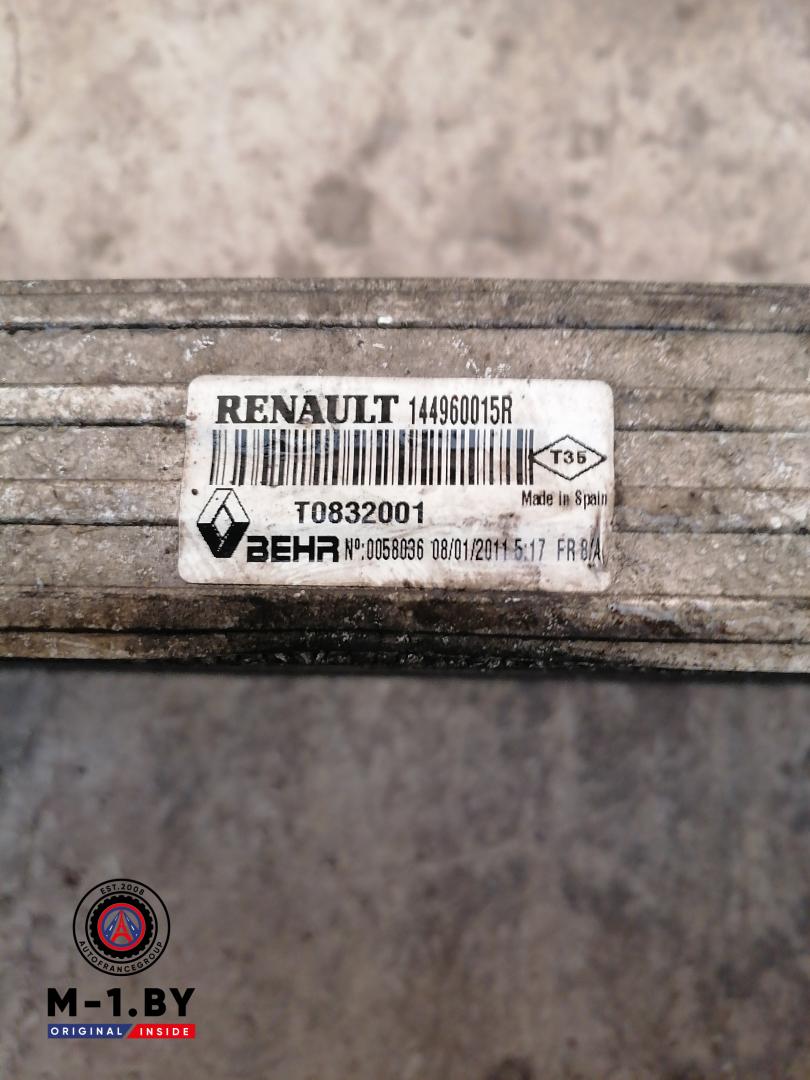 RENAULT 144960015R
T35
Made in Spain
T0832001
BEHR Nº:0058036 08/01/2011 5:17 FR 8/A
EST.2008
AUTOFRANCEGROUP
M-1.BY
ORIGINAL INSIDE